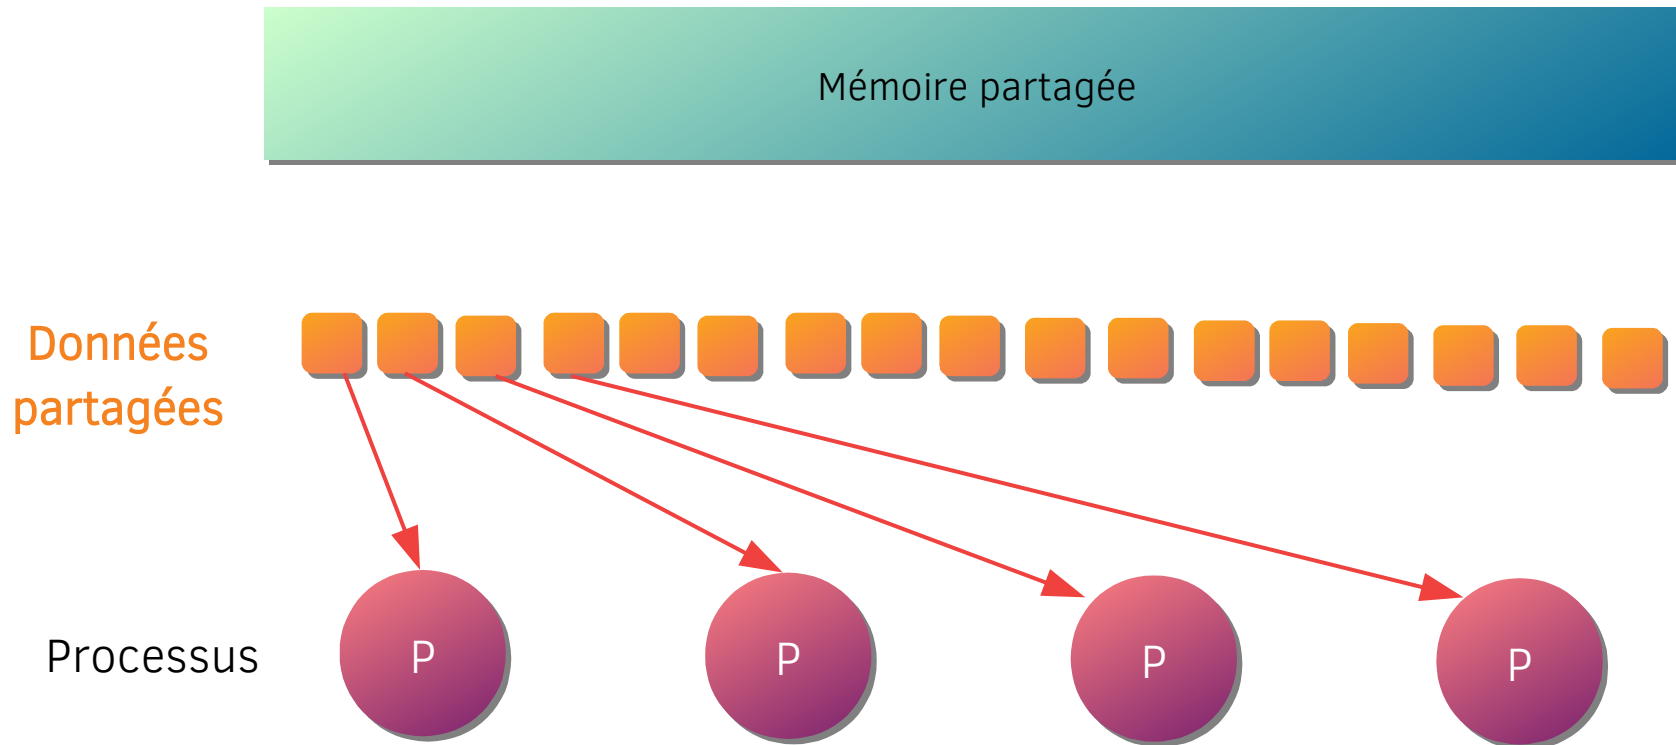 Mémoire partagée
Données
partagées
Processus
P
P
P
P